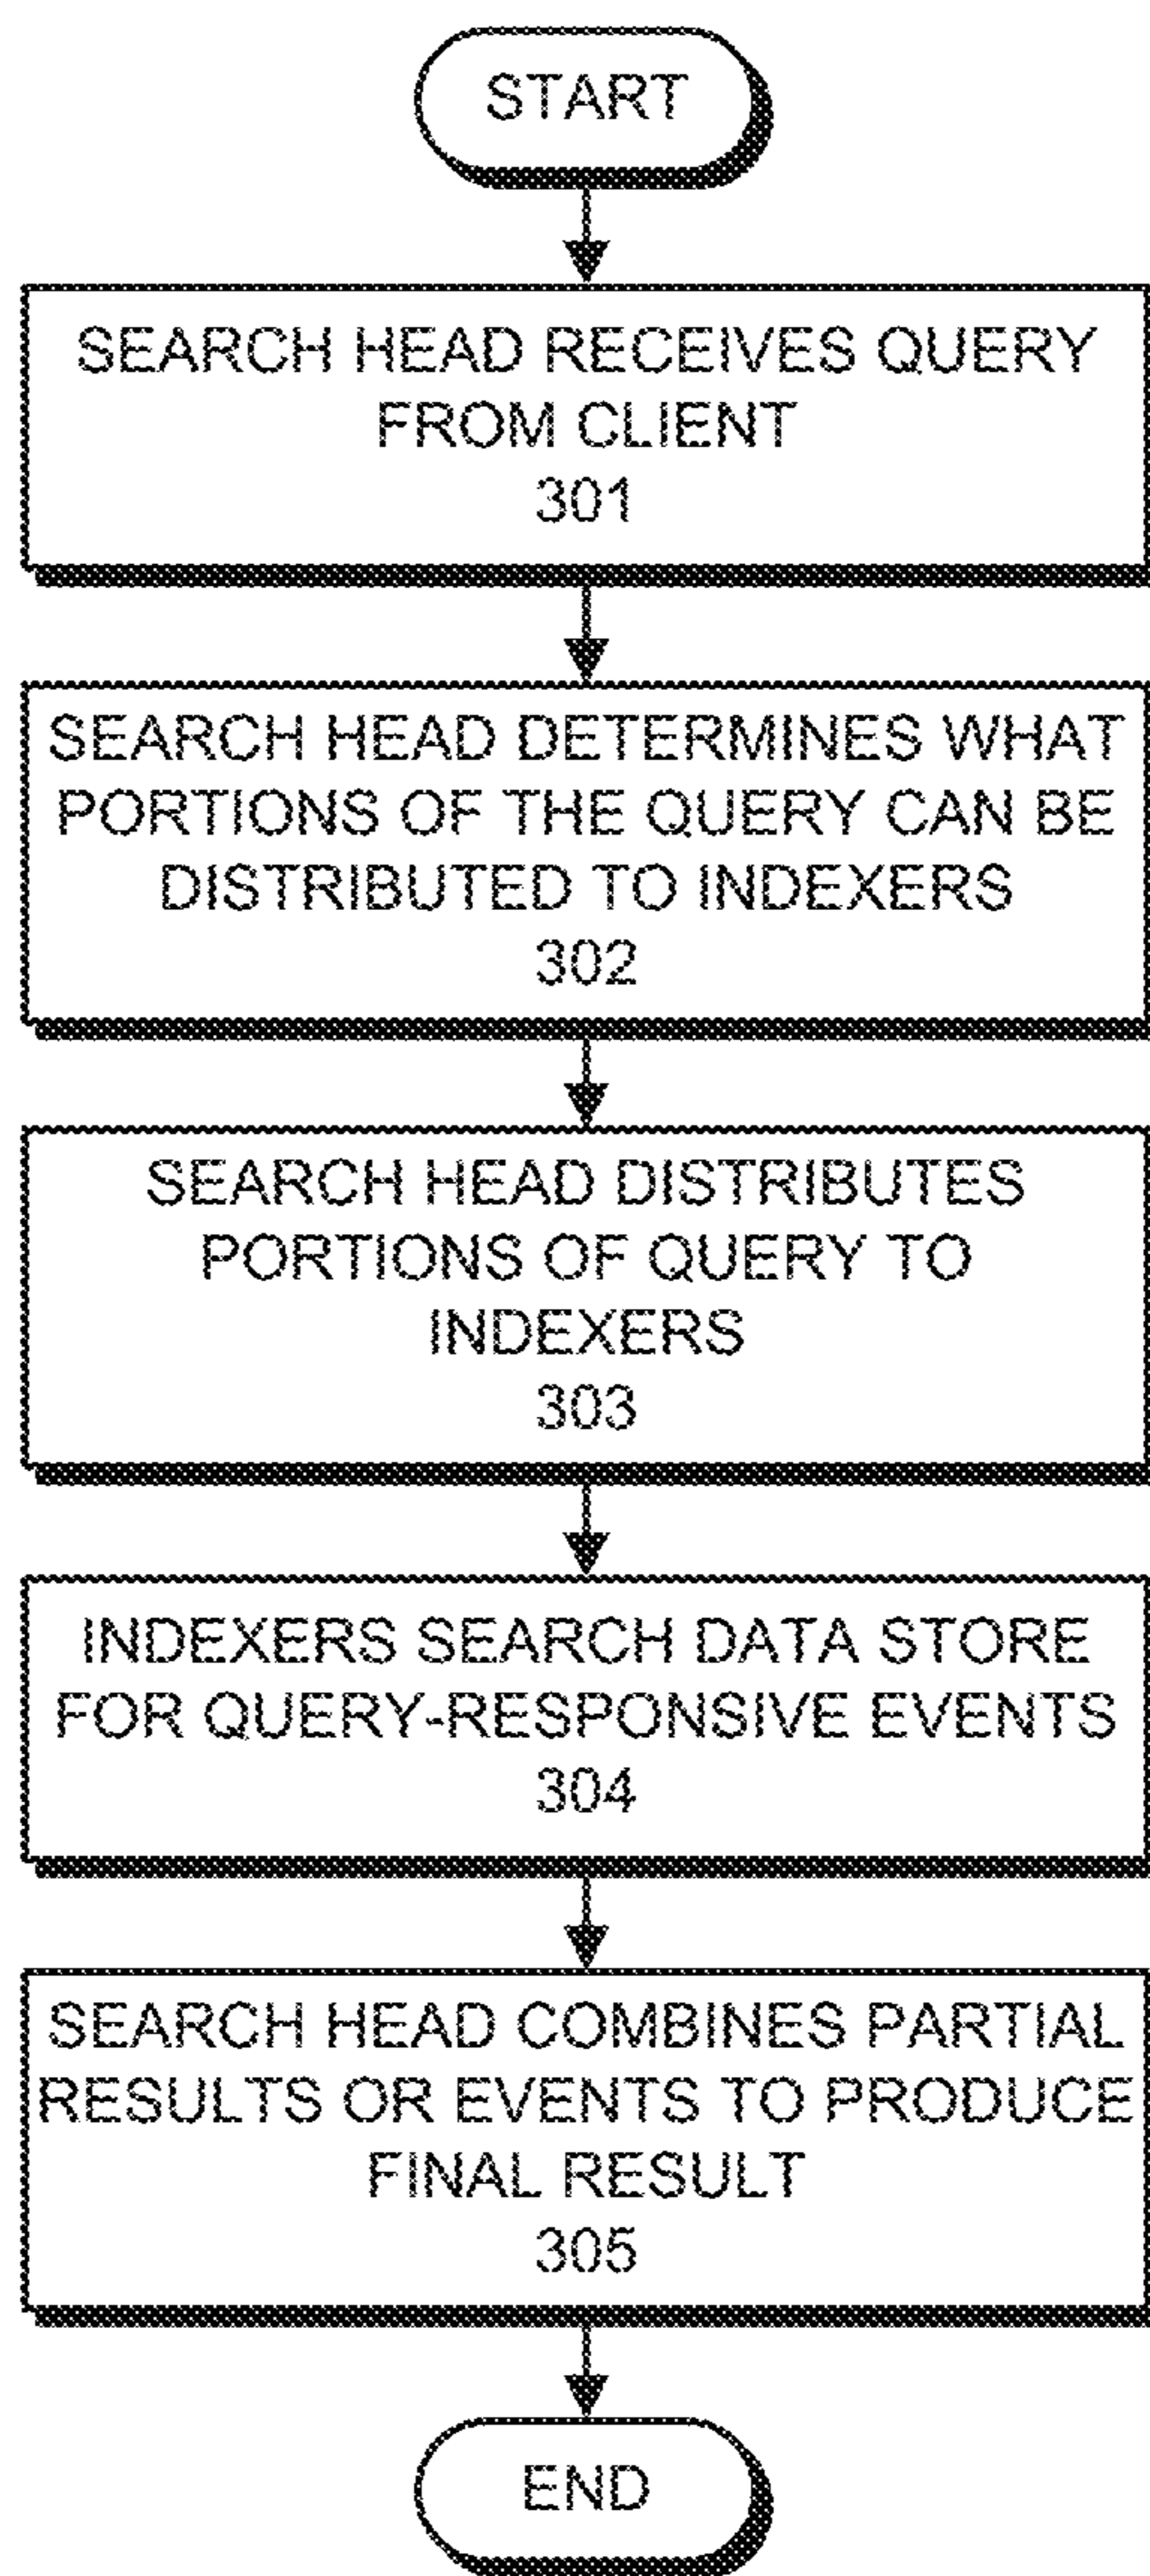 START
SEARCH HEAD RECEIVES QUERY
FROM CLIENT
301
SEARCH HEAD DETERMINES WHAT
PORTIONS OF THE QUERY CAN BE
DISTRIBUTED TO INDEXERS
302
SEARCH HEAD DISTRIBUTES
PORTIONS OF QUERY TO
INDEXERS
303
INDEXERS SEARCH DATA STORE
FOR QUERY-RESPONSIVE EVENTS
304
SEARCH HEAD COMBINES PARTIAL
RESULTS OR EVENTS TO PRODUCE
FINAL RESULT
305
END